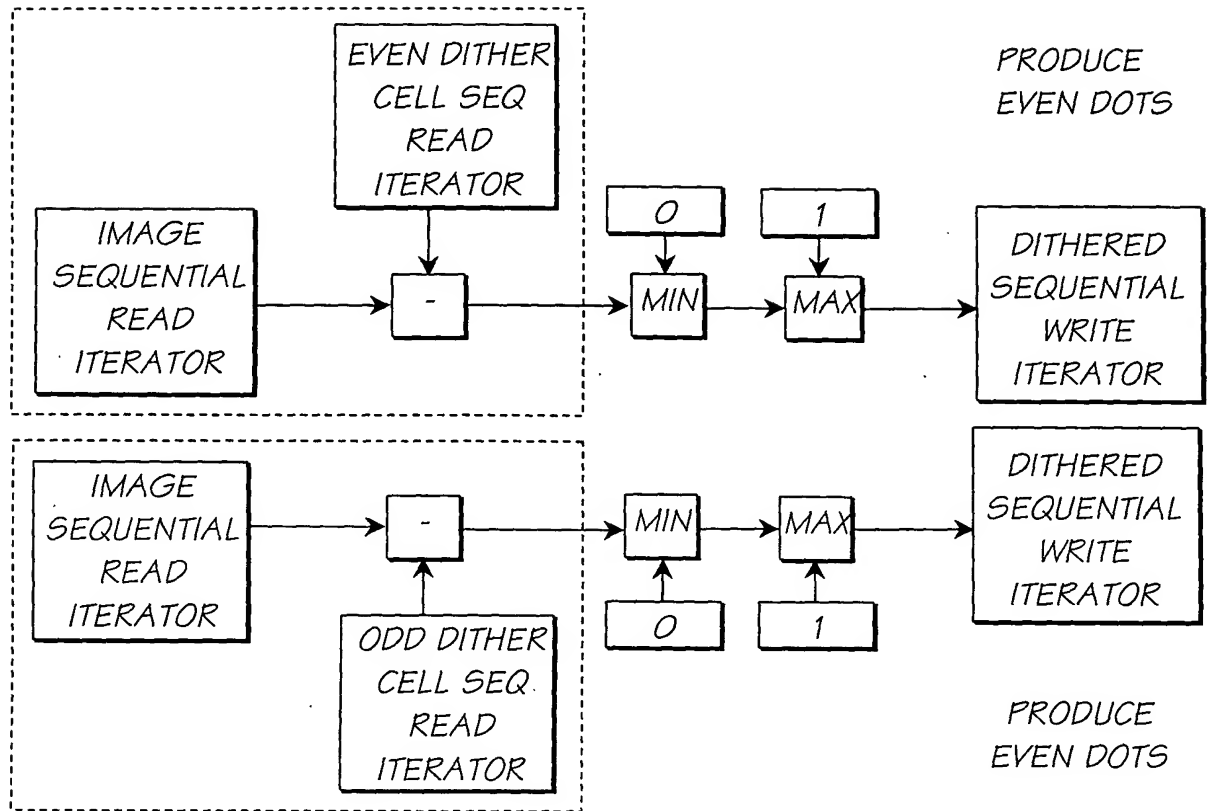 EVEN DITHER
CELL SEQ
READ
ITERATOR
PRODUCE
EVEN DOTS
IMAGE
SEQUENTIAL
READ
ITERATOR
-
0
MIN
1
MAX
DITHERED
SEQUENTIAL
WRITE
ITERATOR
IMAGE
SEQUENTIAL
READ
ITERATOR
-
ODD DITHER
CELL SEQ
READ
ITERATOR
MIN
0
MAX
1
DITHERED
SEQUENTIAL
WRITE
ITERATOR
PRODUCE
EVEN DOTS